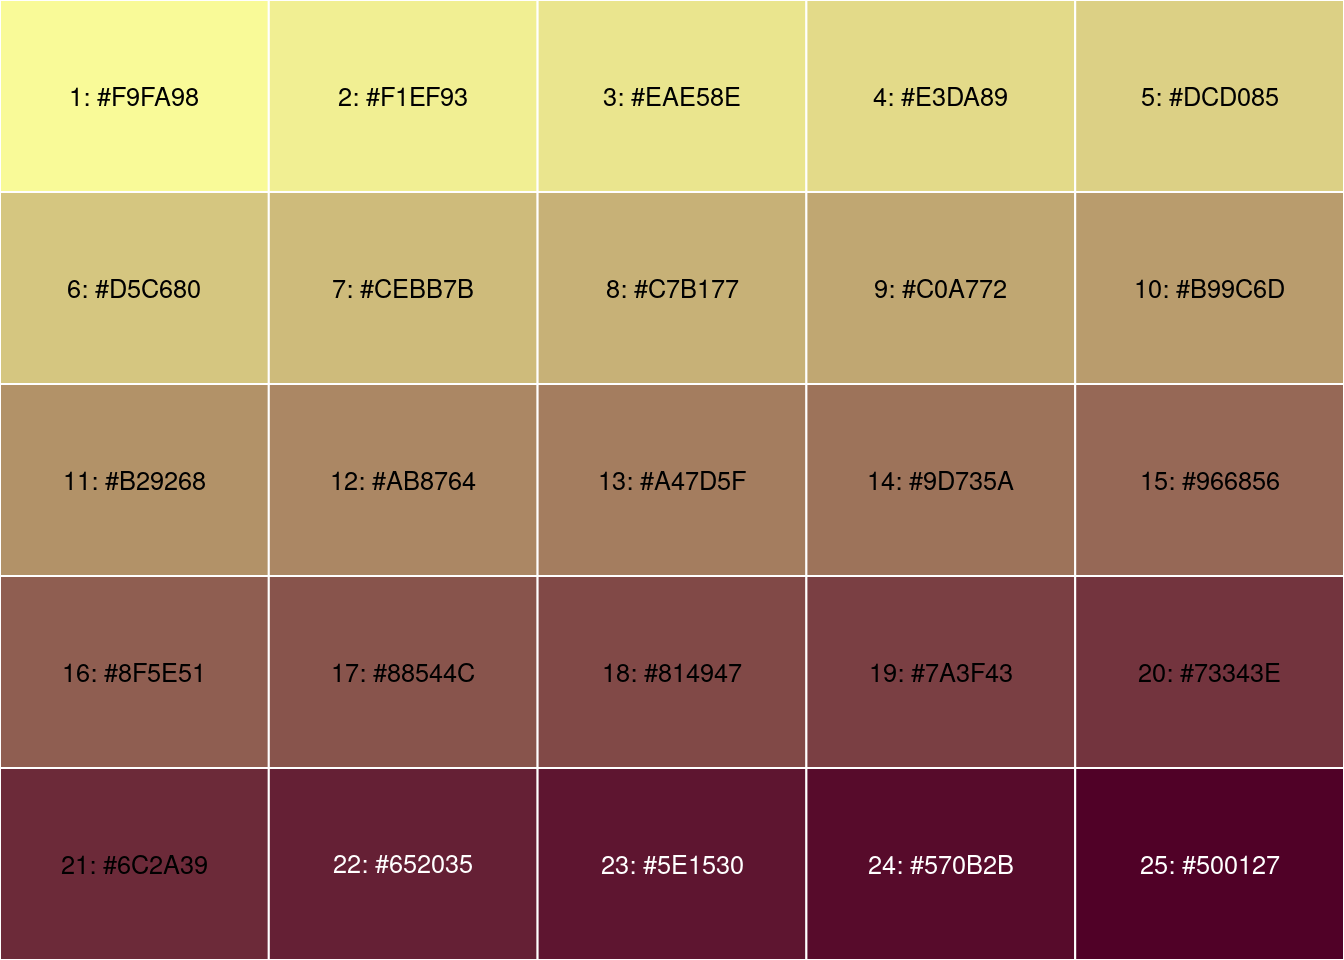 1: #F9FA98
2: #F1EF93
3: #EAE58E
4: #E3DA89
5: #DCD085
6: #D5C680
7: #CEBB7B
8: #C7B177
9: #C0A772
10: #B99C6D
11: #B29268
12: #AB8764
13: #A47D5F
14: #9D735A
15: #966856
16: #8F5E51
17: #88544C
18: #814947
19: #7A3F43
20: #73343E
21: #6C2A39
22: #652035
23: #5E1530
24: #570B2B
25: #500127